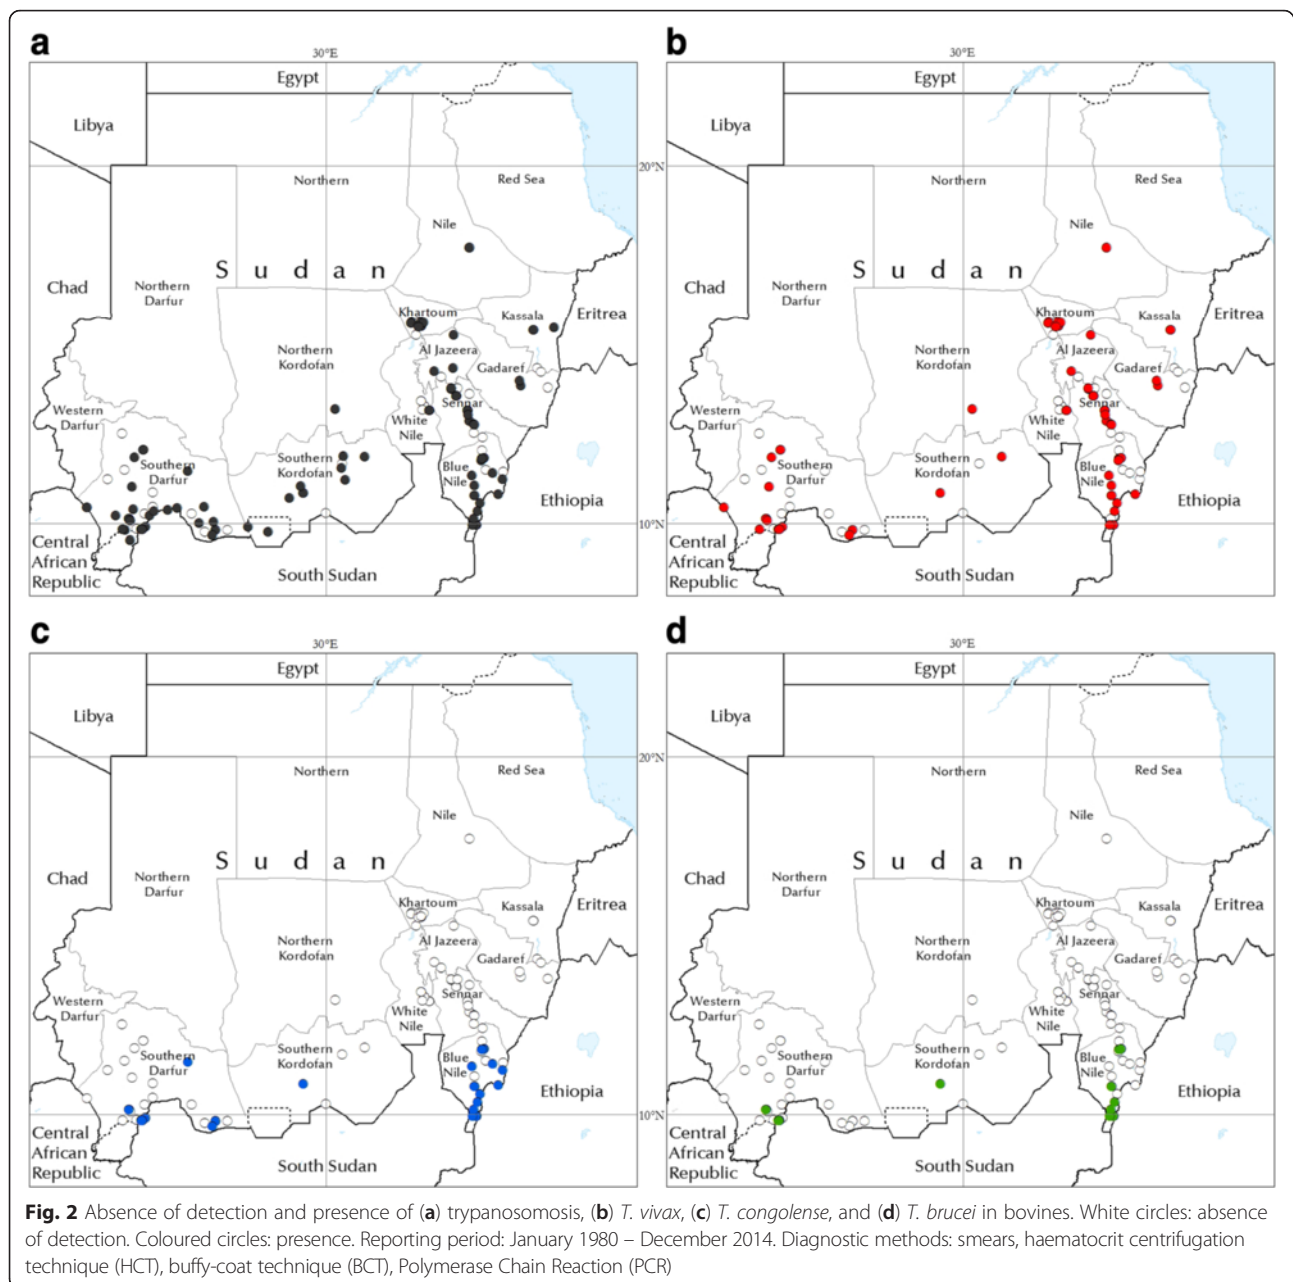 a
30°E
Egypt
Libya
Northern
Red Sea
Nile
Sudan
Chad
Northern
Darfur
Khartoum
Kassala
Eritrea
Northern
Kordofan
Al Jazeera
Gadaref
Western
Darfur
Sennar
White
Nile
Southern
Darfur
Southern
Kordofan
Blue
Nile
Ethiopia
Central
African
Republic
South Sudan
b
30°E
Egypt
Libya
20°N
Northern
Red Sea
Nile
Sudan
Chad
Northern
Darfur
Khartoum
Kassala
Eritrea
Northern
Kordofan
Al Jazeera
Gadaref
Western
Darfur
Sennar
White
Nile
Southern
Darfur
Southern
Kordofan
Blue
Nile
Ethiopia
10°N
Central
African
Republic
South Sudan
c
30°E
Egypt
Libya
Northern
Red Sea
Nile
Sudan
Chad
Northern
Darfur
Khartoum
Kassala
Eritrea
Northern
Kordofan
Al Jazeera
Gadaref
Western
Darfur
Sennar
White
Nile
Southern
Darfur
Southern
Kordofan
Blue
Nile
Ethiopia
Central
African
Republic
South Sudan
d
30°E
Egypt
Libya
20°N
Northern
Red Sea
Nile
Sudan
Chad
Northern
Darfur
Khartoum
Kassala
Eritrea
Northern
Kordofan
Al Jazeera
Gadaref
Western
Darfur
Sennar
White
Nile
Southern
Darfur
Southern
Kordofan
Blue
Nile
Ethiopia
10°N
Central
African
Republic
South Sudan
Fig. 2 Absence of detection and presence of (a) trypanosomosis, (b) T. vivax, (c) T. congolense, and (d) T. brucei in bovines. White circles: absence
of detection. Coloured circles: presence. Reporting period: January 1980 – December 2014. Diagnostic methods: smears, haematocrit centrifugation
technique (HCT), buffy-coat technique (BCT), Polymerase Chain Reaction (PCR)